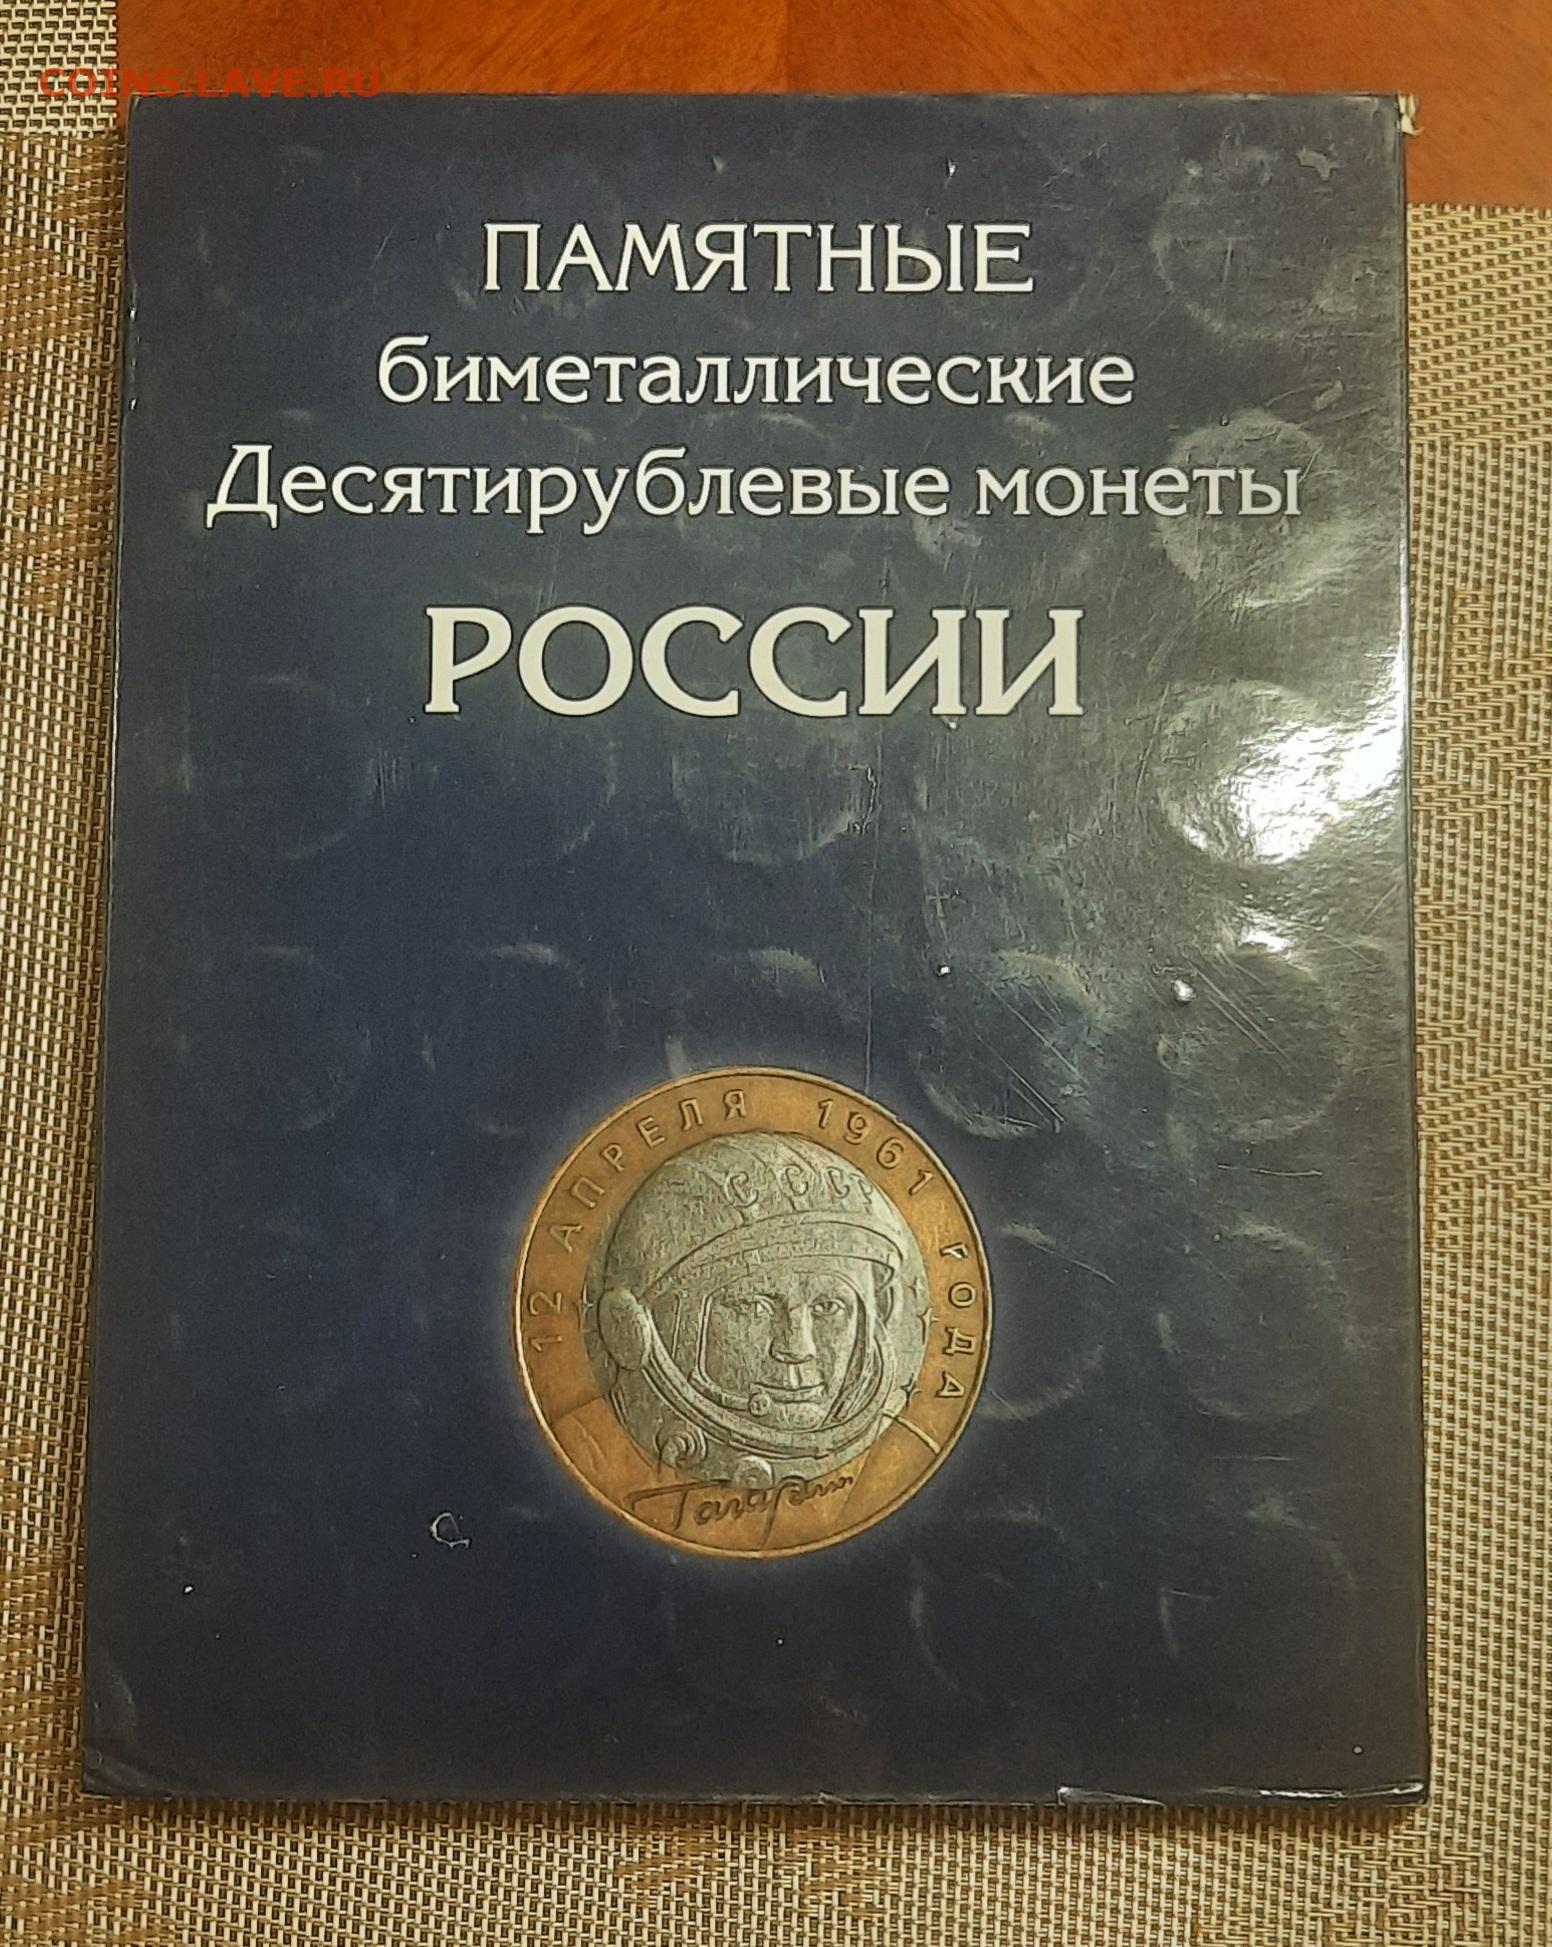 COINS.LAVE.RU
ПАМЯТНЫЕ
биметаллические
Десятирублевые монеты
РОССИИ
12 АПРЕЛЯ 1961 ГОДА
СССР
Гагарин